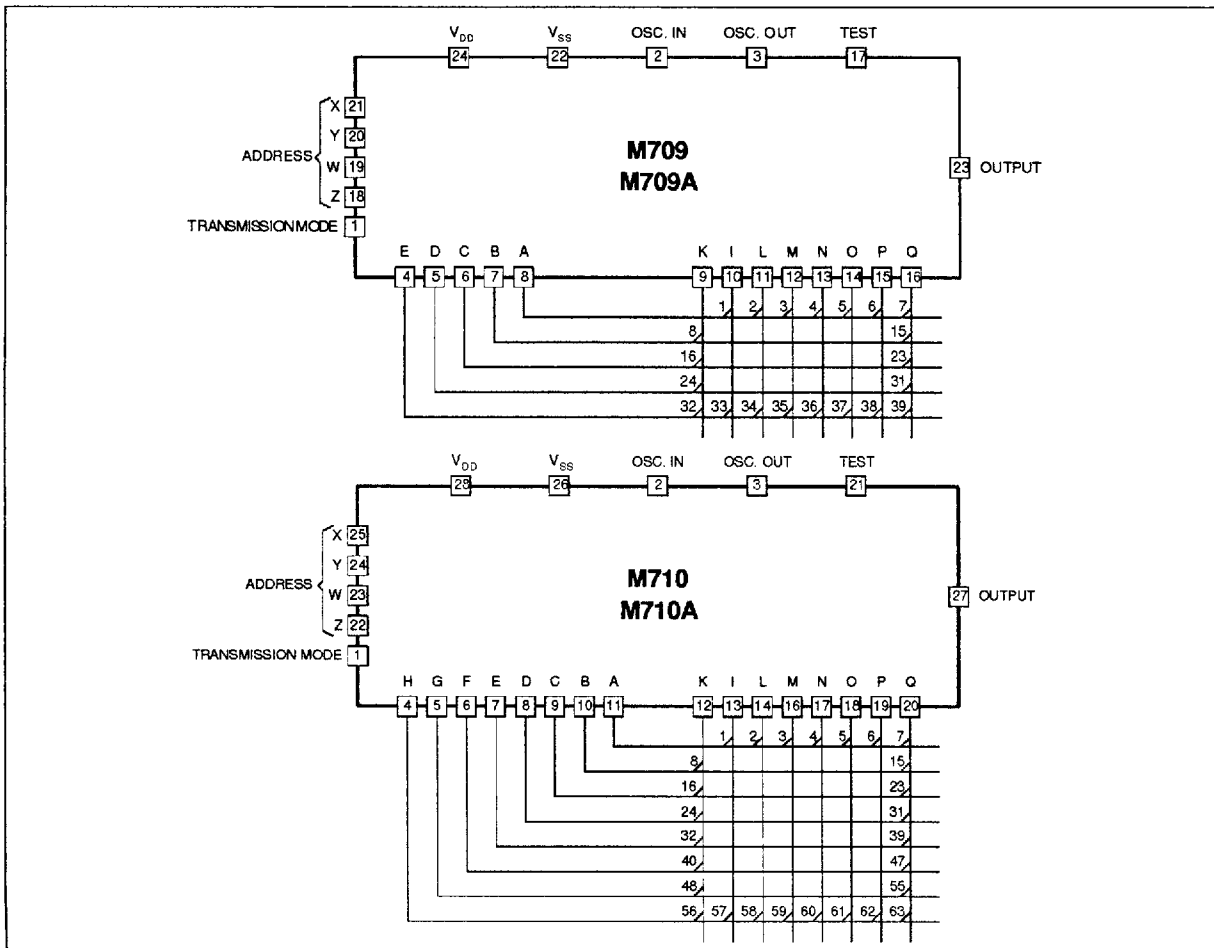 V_DD V_SS OSC. IN OSC. OUT TEST
24 22 2 3 17
X 21
Y 20
ADDRESS
W 19
Z 18
TRANSMISSION MODE 1
M709
M709A
23 OUTPUT
E D C B A K I L M N O P Q
4 5 6 7 8 9 10 11 12 13 14 15 16
1 2 3 4 5 6 7
8 15
16 23
24 31
32 33 34 35 36 37 38 39
V_DD V_SS OSC. IN OSC. OUT TEST
28 26 2 3 21
X 25
Y 24
ADDRESS
W 23
Z 22
TRANSMISSION MODE 1
M710
M710A
27 OUTPUT
H G F E D C B A K I L M N O P Q
4 5 6 7 8 9 10 11 12 13 14 16 17 18 19 20
1 2 3 4 5 6 7
8 15
16 23
24 31
32 39
40 47
48 55
56 57 58 59 60 61 62 63